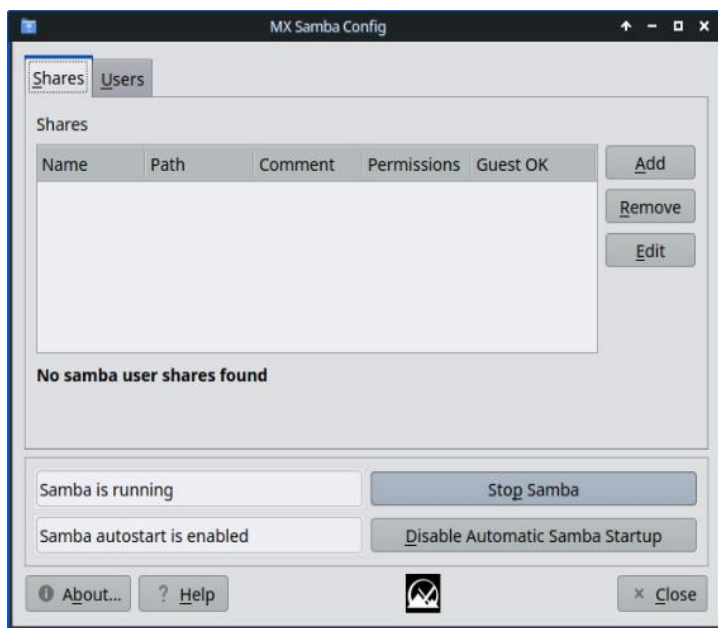 MX Samba Config
Shares Users
Shares
Name Path Comment Permissions Guest OK
Add
Remove
Edit
No samba user shares found
Samba is running Stop Samba
Samba autostart is enabled Disable Automatic Samba Startup
About... ? Help Close